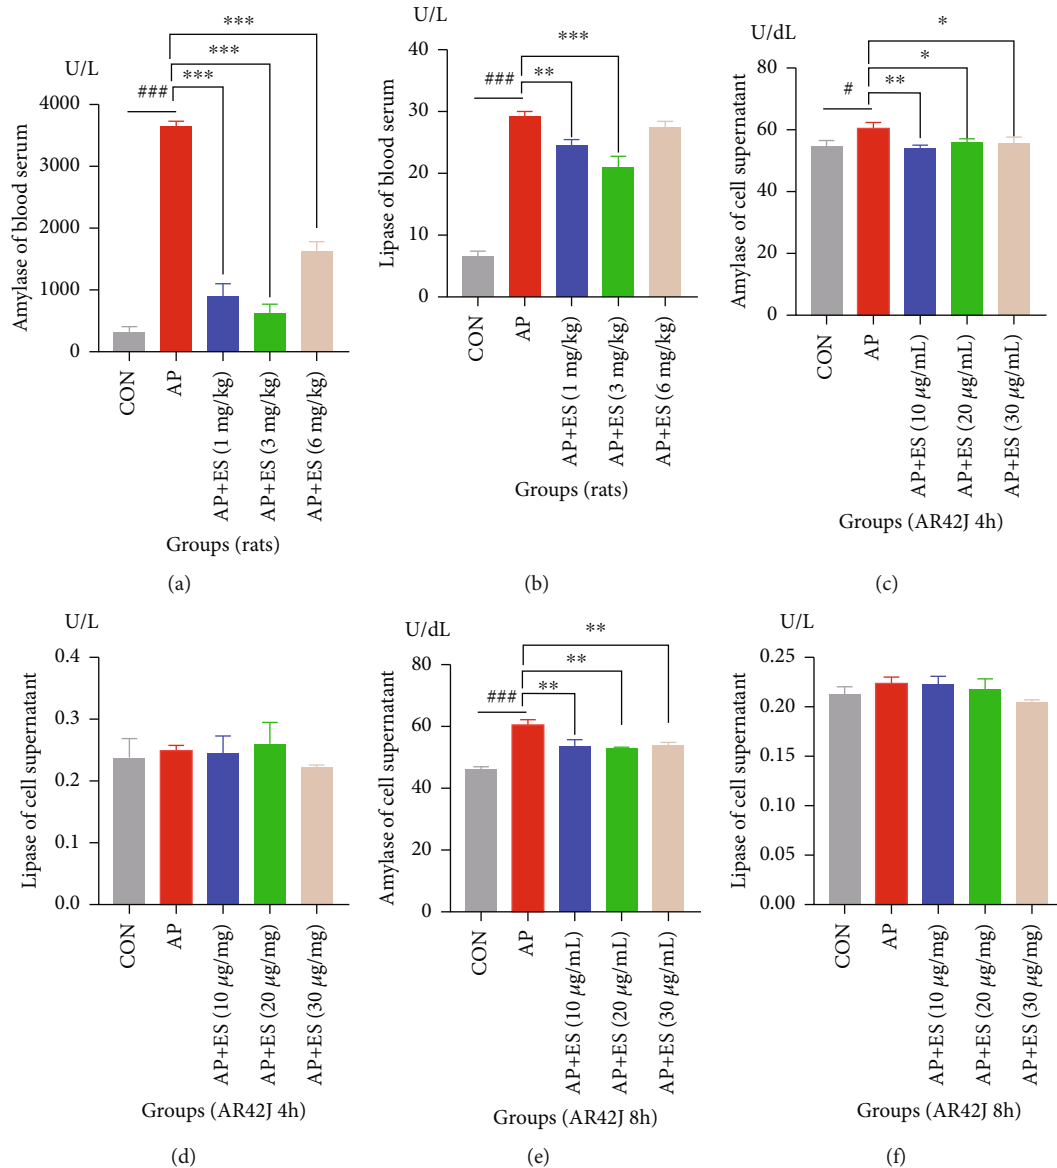 U/L
***
***
***
###
4000
3000
2000
1000
0
Amylase of blood serum
CON
AP
AP+ES (1 mg/kg)
AP+ES (3 mg/kg)
AP+ES (6 mg/kg)
Groups (rats)
(a)
U/L
***
**
###
40
30
20
10
0
Lipase of blood serum
CON
AP
AP+ES (1 mg/kg)
AP+ES (3 mg/kg)
AP+ES (6 mg/kg)
Groups (rats)
(b)
U/dL
*
*
**
#
80
60
40
20
0
Amylase of cell supernatant
CON
AP
AP+ES (10 μg/mL)
AP+ES (20 μg/mL)
AP+ES (30 μg/mL)
Groups (AR42J 4h)
(c)
U/L
0.4
0.3
0.2
0.1
0.0
Lipase of cell supernatant
CON
AP
AP+ES (10 μg/mg)
AP+ES (20 μg/mg)
AP+ES (30 μg/mg)
Groups (AR42J 4h)
(d)
U/dL
**
**
**
###
80
60
40
20
0
Amylase of cell supernatant
CON
AP
AP+ES (10 μg/mL)
AP+ES (20 μg/mL)
AP+ES (30 μg/mL)
Groups (AR42J 8h)
(e)
U/L
0.25
0.20
0.15
0.10
0.05
0.00
Lipase of cell supernatant
CON
AP
AP+ES (10 μg/mg)
AP+ES (20 μg/mg)
AP+ES (30 μg/mg)
Groups (AR42J 8h)
(f)